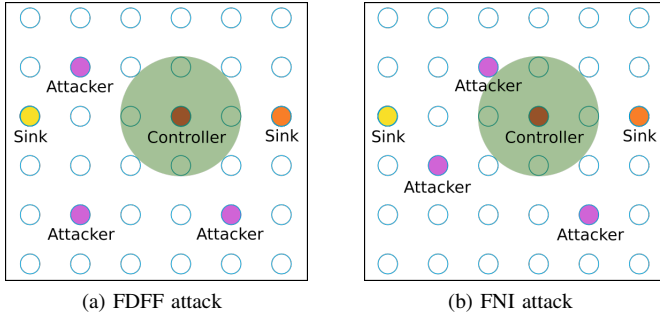 Attacker
Sink
Controller
Sink
Attacker
Attacker
(a) FDFF attack
Attacker
Sink
Controller
Sink
Attacker
Attacker
(b) FNI attack